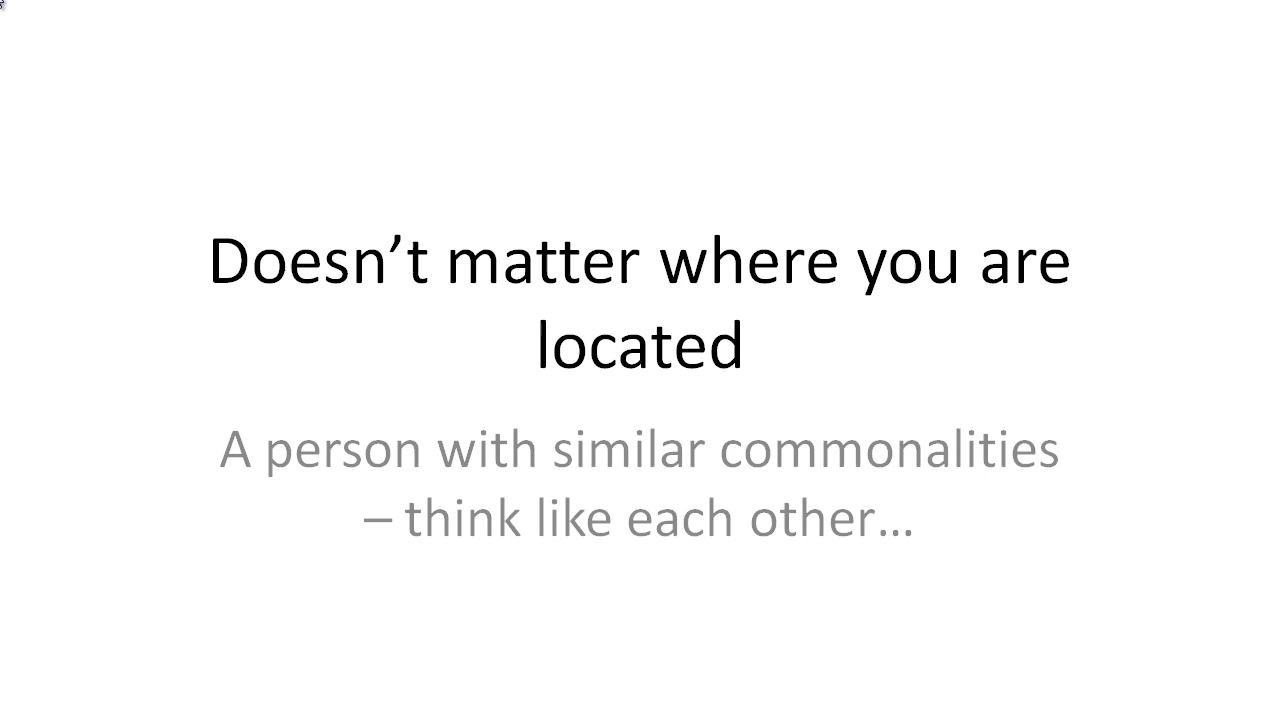 Doesn’t matter where you are
located
A person with similar commonalities
– think like each other…